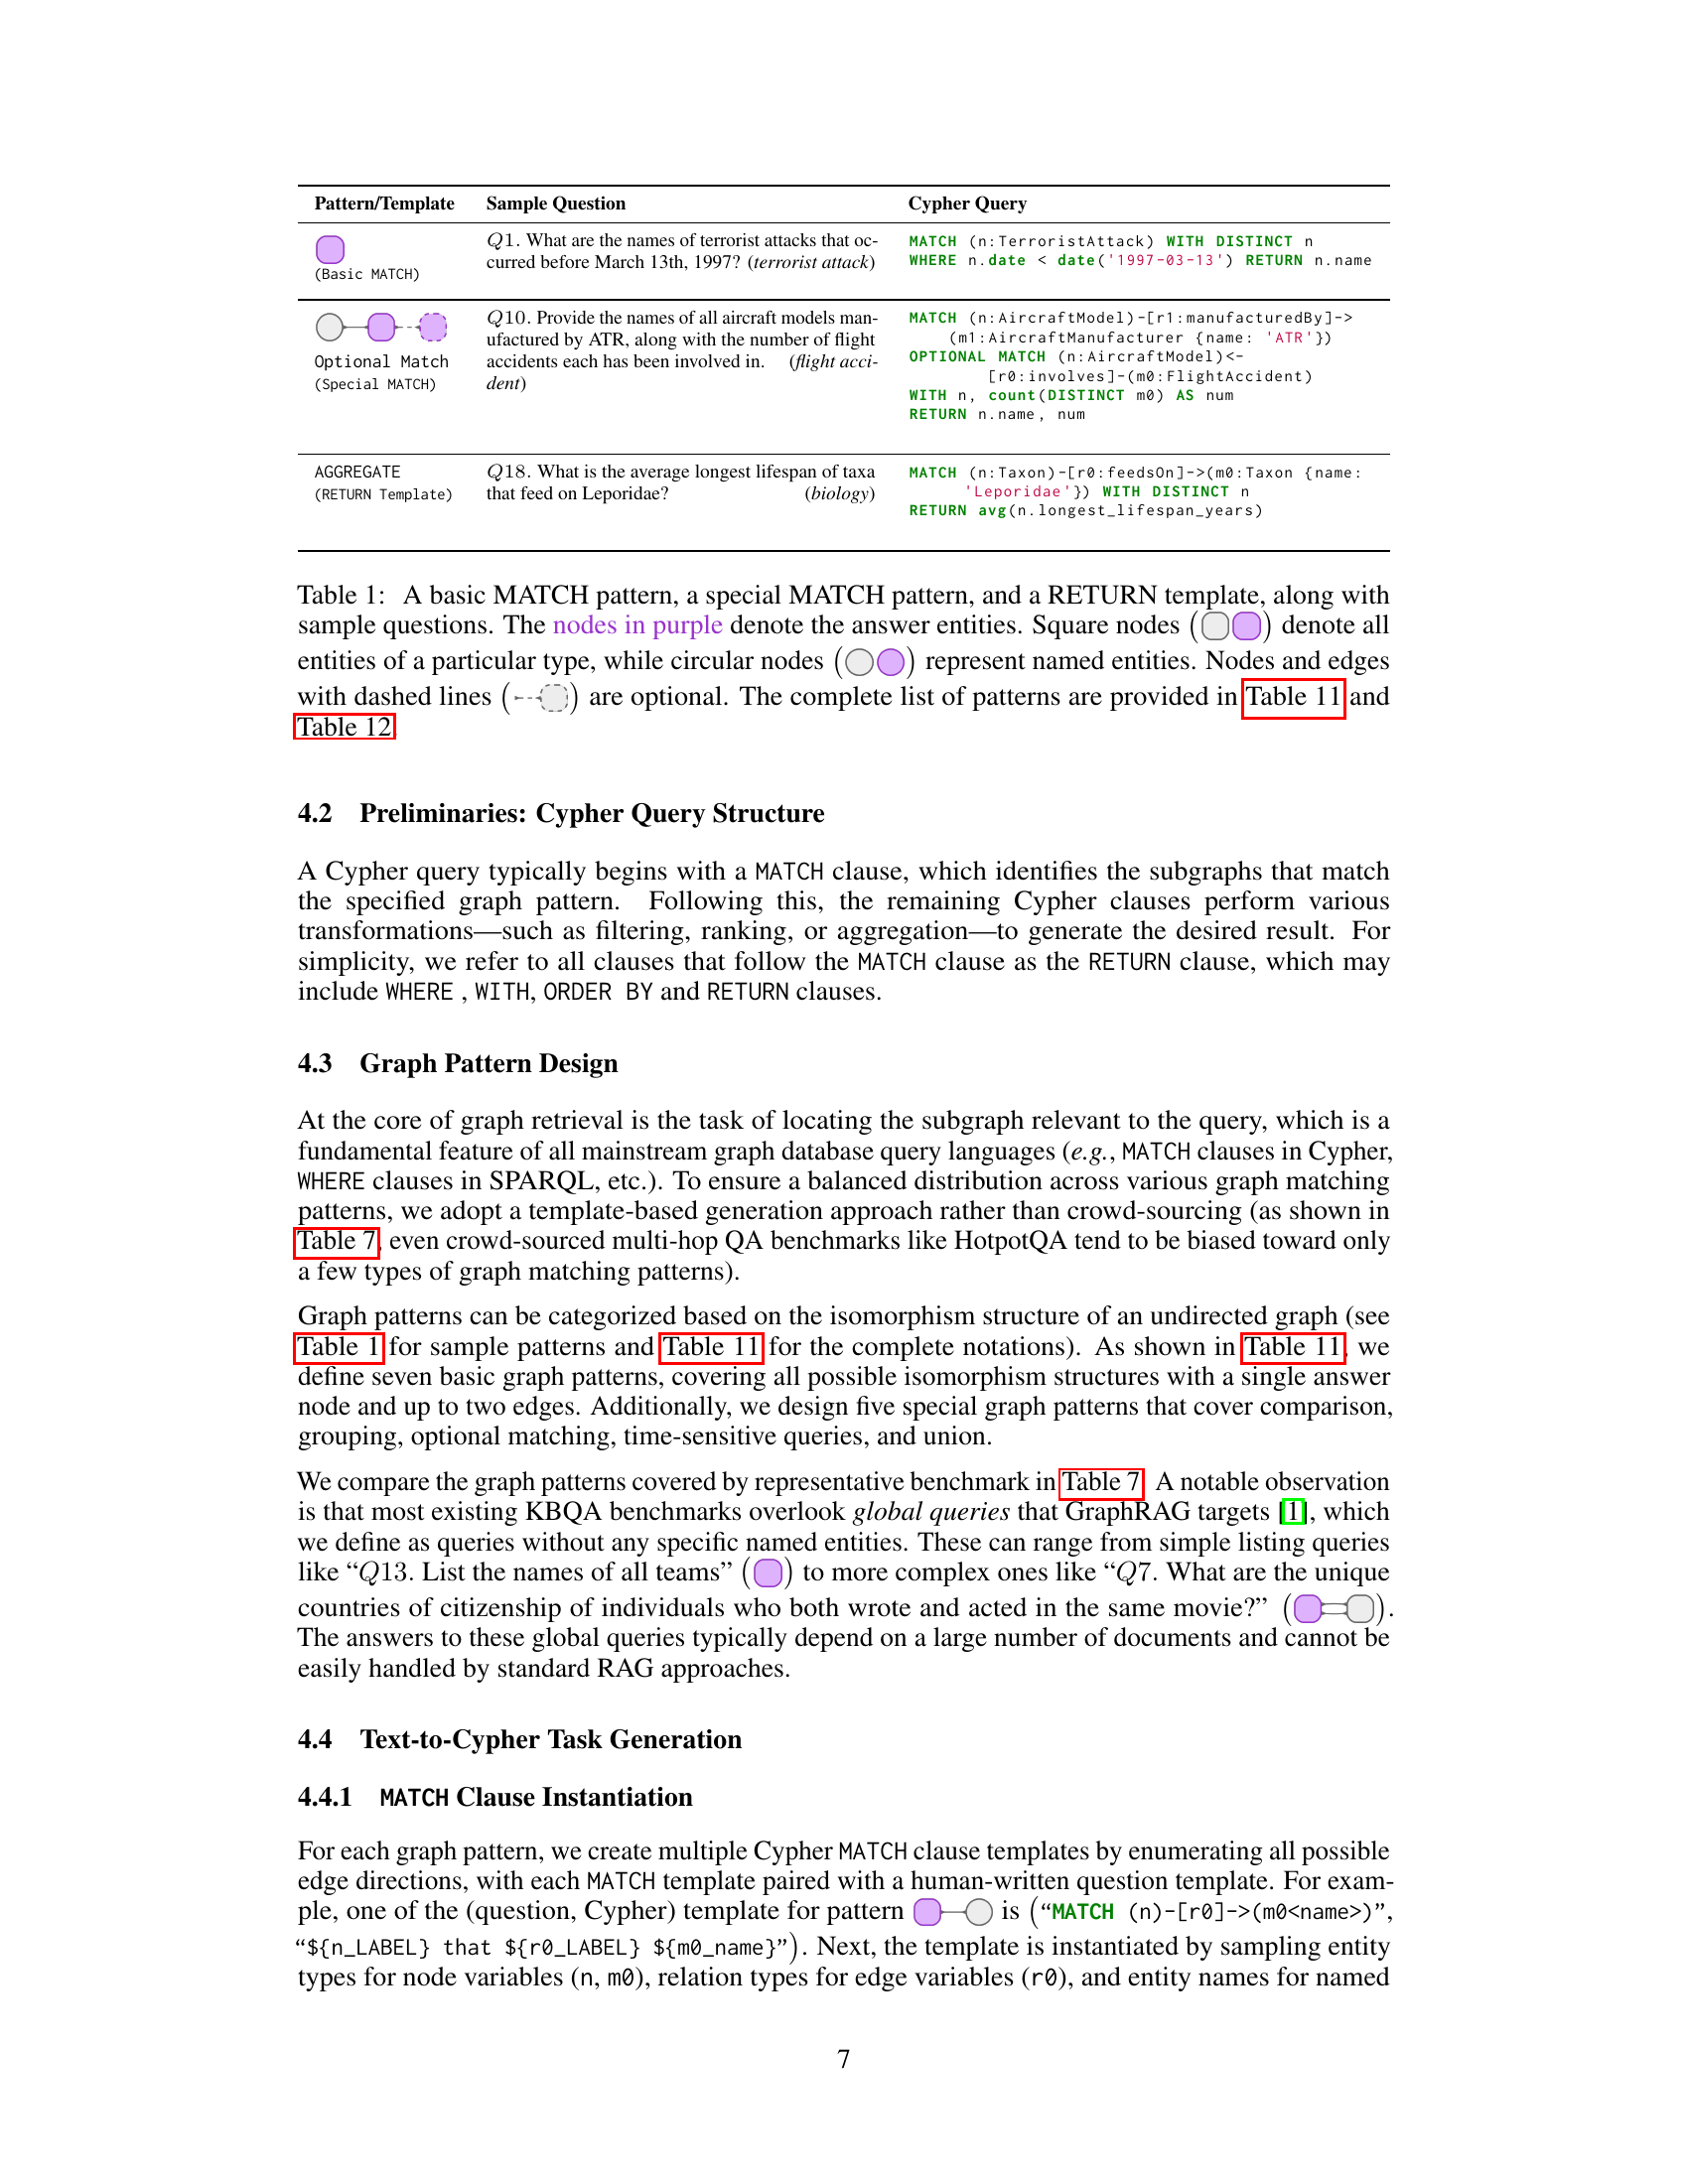 Pattern/Template Sample Question Cypher Query
(Basic MATCH)
Q1. What are the names of terrorist attacks that oc-
curred before March 13th, 1997? (terrorist attack)
MATCH (n:TerroristAttack) WITH DISTINCT n
WHERE n.date < date('1997-03-13') RETURN n.name
Optional Match
(Special MATCH)
Q10. Provide the names of all aircraft models man-
ufactured by ATR, along with the number of flight
accidents each has been involved in. (flight acci-
dent)
MATCH (n:AircraftModel)-[r1:manufacturedBy]->
(m1:AircraftManufacturer {name: 'ATR'})
OPTIONAL MATCH (n:AircraftModel)<-
[r0:involves]-(m0:FlightAccident)
WITH n, count(DISTINCT m0) AS num
RETURN n.name, num
AGGREGATE
(RETURN Template)
Q18. What is the average longest lifespan of taxa
that feed on Leporidae? (biology)
MATCH (n:Taxon)-[r0:feedsOn]->(m0:Taxon {name:
'Leporidae'}) WITH DISTINCT n
RETURN avg(n.longest_lifespan_years)
Table 1: A basic MATCH pattern, a special MATCH pattern, and a RETURN template, along with
sample questions. The nodes in purple denote the answer entities. Square nodes ( ) denote all
entities of a particular type, while circular nodes ( ) represent named entities. Nodes and edges
with dashed lines ( ) are optional. The complete list of patterns are provided in Table 11 and
Table 12.
4.2 Preliminaries: Cypher Query Structure
A Cypher query typically begins with a MATCH clause, which identifies the subgraphs that match
the specified graph pattern. Following this, the remaining Cypher clauses perform various
transformations—such as filtering, ranking, or aggregation—to generate the desired result. For
simplicity, we refer to all clauses that follow the MATCH clause as the RETURN clause, which may
include WHERE , WITH, ORDER BY and RETURN clauses.
4.3 Graph Pattern Design
At the core of graph retrieval is the task of locating the subgraph relevant to the query, which is a
fundamental feature of all mainstream graph database query languages (e.g., MATCH clauses in Cypher,
WHERE clauses in SPARQL, etc.). To ensure a balanced distribution across various graph matching
patterns, we adopt a template-based generation approach rather than crowd-sourcing (as shown in
Table 7, even crowd-sourced multi-hop QA benchmarks like HotpotQA tend to be biased toward only
a few types of graph matching patterns).
Graph patterns can be categorized based on the isomorphism structure of an undirected graph (see
Table 1 for sample patterns and Table 11 for the complete notations). As shown in Table 11, we
define seven basic graph patterns, covering all possible isomorphism structures with a single answer
node and up to two edges. Additionally, we design five special graph patterns that cover comparison,
grouping, optional matching, time-sensitive queries, and union.
We compare the graph patterns covered by representative benchmark in Table 7. A notable observation
is that most existing KBQA benchmarks overlook global queries that GraphRAG targets [1], which
we define as queries without any specific named entities. These can range from simple listing queries
like “Q13. List the names of all teams” ( ) to more complex ones like “Q7. What are the unique
countries of citizenship of individuals who both wrote and acted in the same movie?” ( ).
The answers to these global queries typically depend on a large number of documents and cannot be
easily handled by standard RAG approaches.
4.4 Text-to-Cypher Task Generation
4.4.1 MATCH Clause Instantiation
For each graph pattern, we create multiple Cypher MATCH clause templates by enumerating all possible
edge directions, with each MATCH template paired with a human-written question template. For exam-
ple, one of the (question, Cypher) template for pattern is (“MATCH (n)-[r0]->(m0<name>)”,
“${n_LABEL} that ${r0_LABEL} ${m0_name}”). Next, the template is instantiated by sampling entity
types for node variables (n, m0), relation types for edge variables (r0), and entity names for named
7